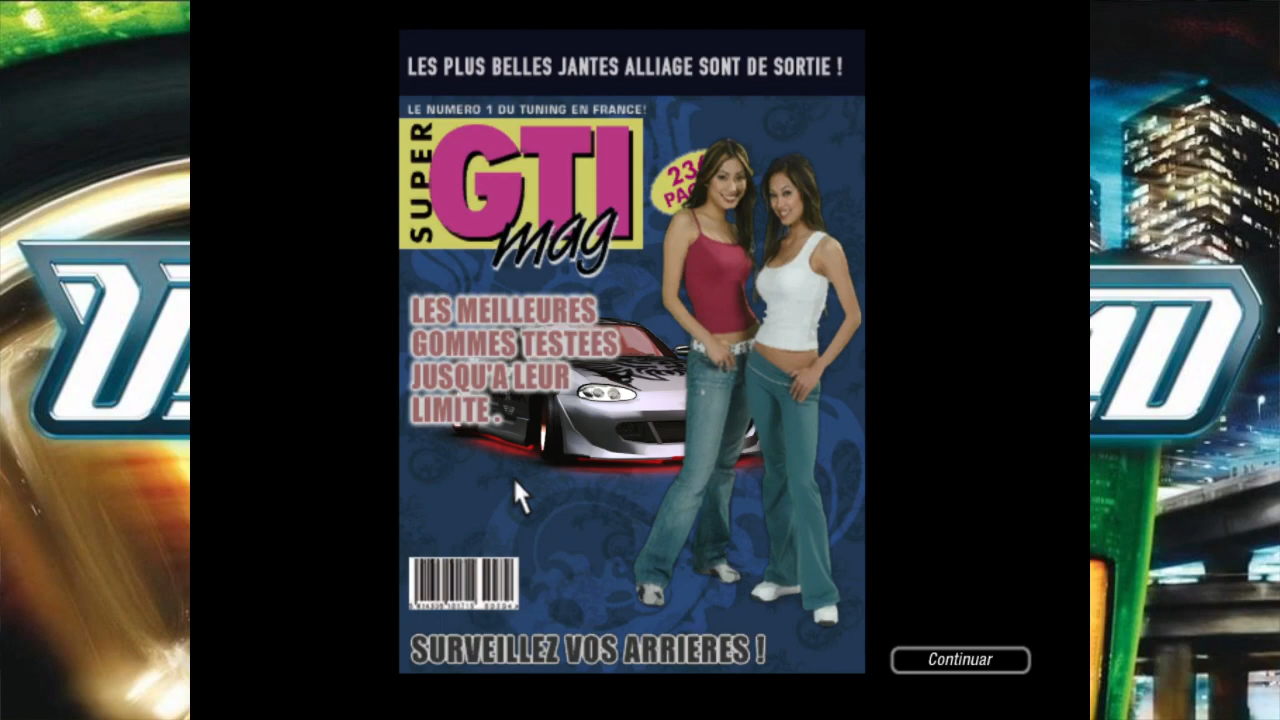 LES PLUS BELLES JANTES ALLIAGE SONT DE SORTIE !
LE NUMERO 1 DU TUNING EN FRANCE!
SUPER
GTI
mag
LES MEILLEURES
GOMMES TESTEES
JUSQU'A LEUR
LIMITE .
SURVEILLEZ VOS ARRIERES !
Continuar